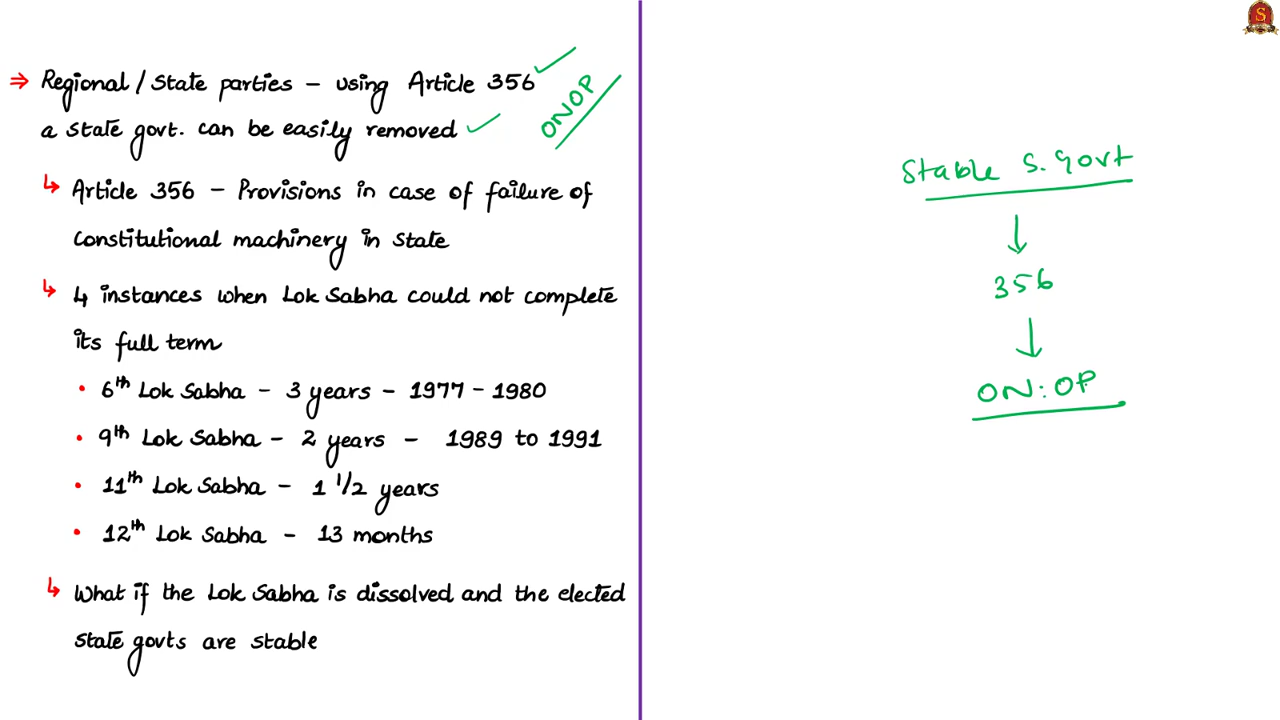 ⇒ Regional / State parties – using Article 356 ✓
a state govt. can be easily removed ✓
ONOP
↳ Article 356 – Provisions in case of failure of
Constitutional machinery in State
↳ 4 instances when Lok Sabha could not complete
its full term
• 6th Lok Sabha – 3 years – 1977 – 1980
• 9th Lok Sabha – 2 years – 1989 to 1991
• 11th Lok Sabha – 1 1/2 years
• 12th Lok Sabha – 13 months
↳ What if the Lok Sabha is dissolved and the elected
state govts are stable
Stable S. Govt
↓
356
↓
ON:OP
S